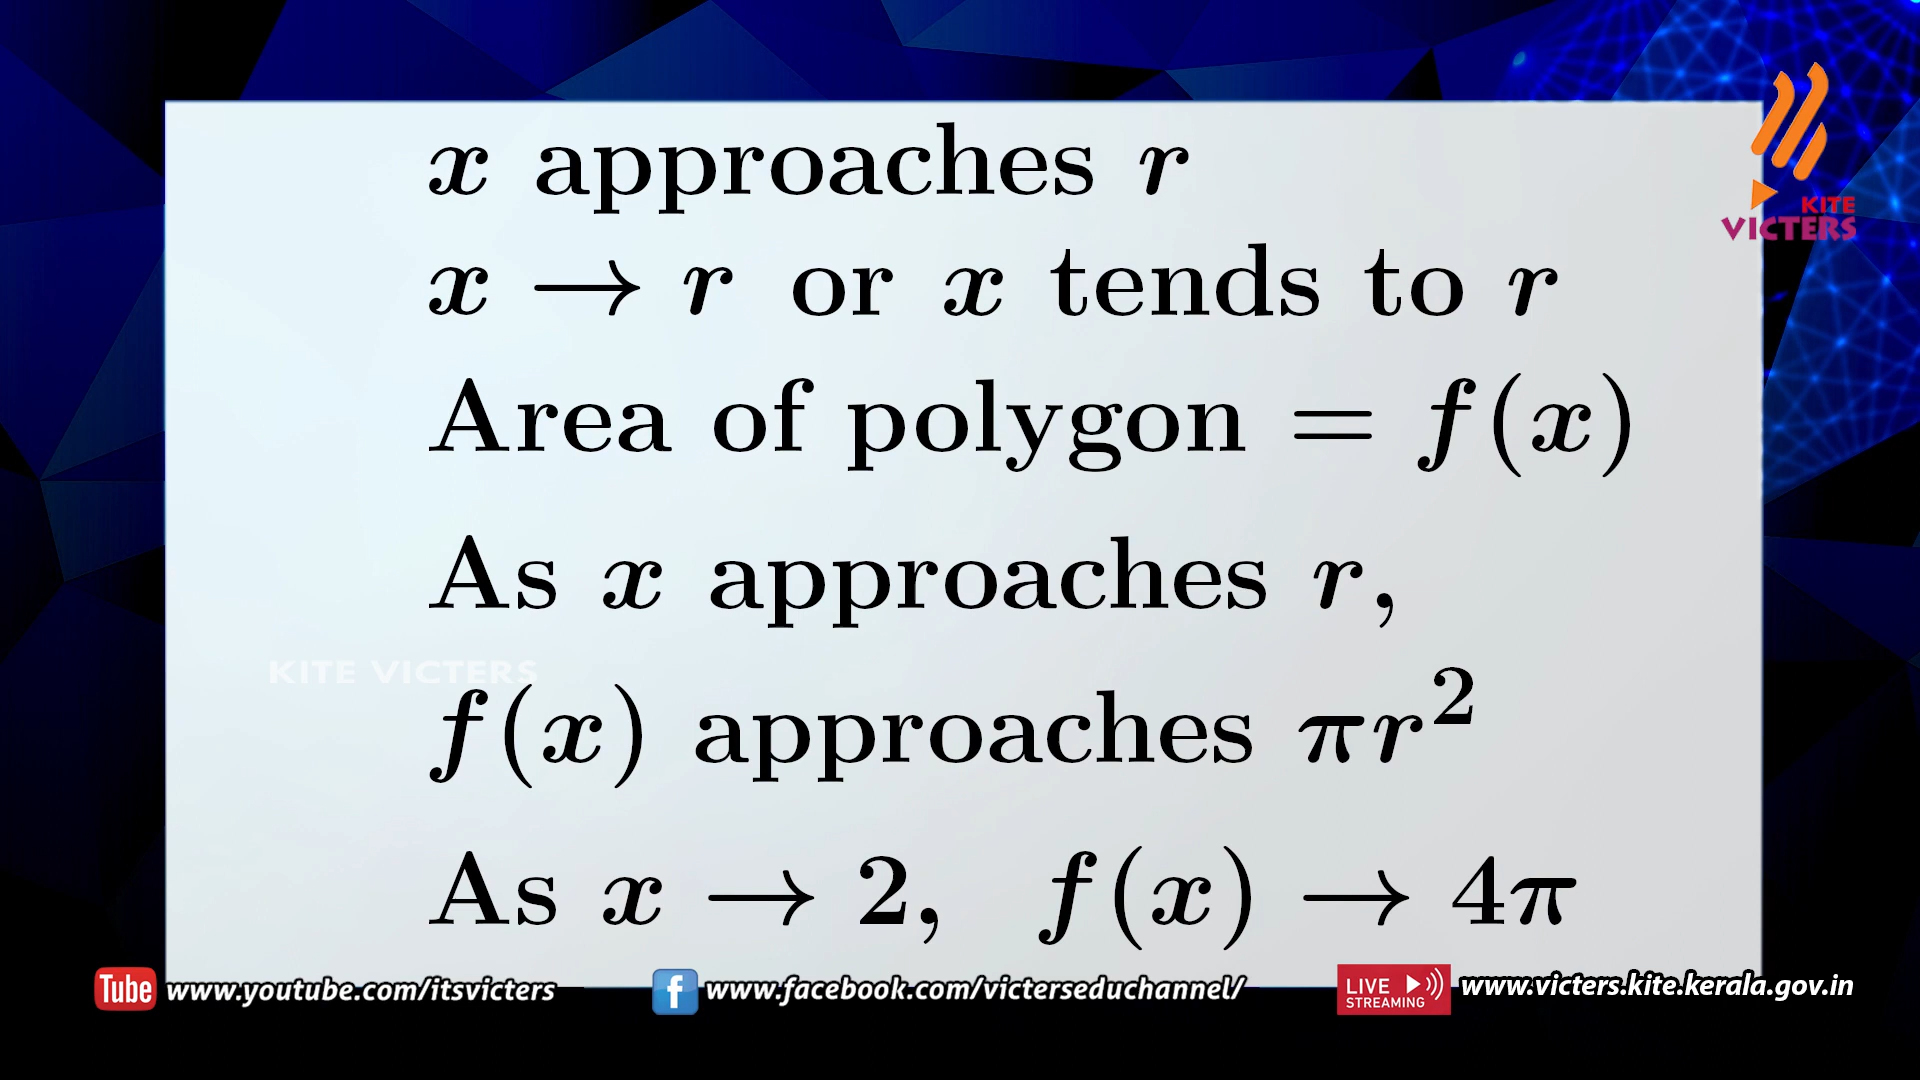 x approaches r
x → r or x tends to r
Area of polygon = f(x)
As x approaches r,
f(x) approaches πr²
As x → 2, f(x) → 4π
KITE VICTERS
KITE
VICTERS
Tube www.youtube.com/itsvicters
f www.facebook.com/victerseduchannel/
LIVE STREAMING www.victers.kite.kerala.gov.in